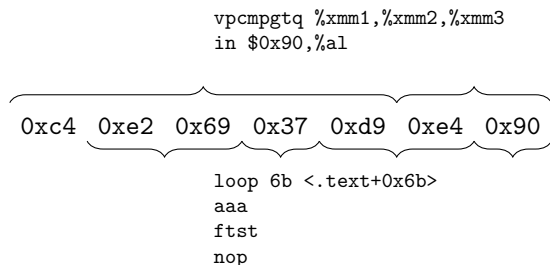 vpcmpgtq %xmm1,%xmm2,%xmm3
in $0x90,%al
0xc4 0xe2 0x69 0x37 0xd9 0xe4 0x90
loop 6b <.text+0x6b>
aaa
ftst
nop